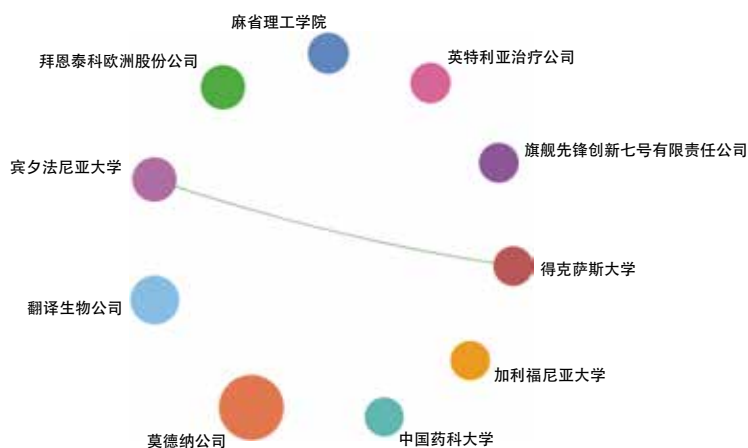 麻省理工学院
拜恩泰科欧洲股份公司
英特利亚治疗公司
旗舰先锋创新七号有限责任公司
宾夕法尼亚大学
得克萨斯大学
翻译生物公司
加利福尼亚大学
莫德纳公司
中国药科大学